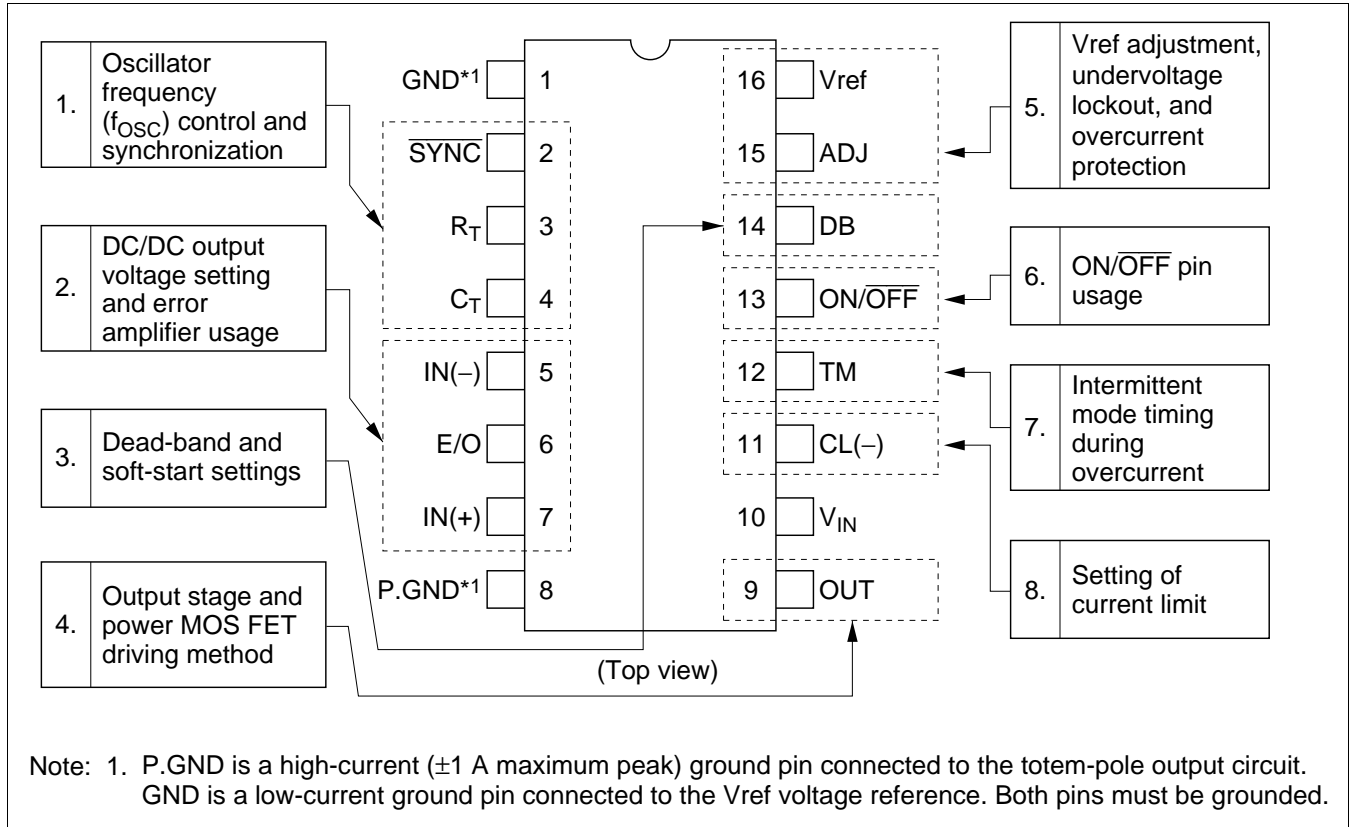 1.
Oscillator
frequency
(fOSC) control and
synchronization
2.
DC/DC output
voltage setting
and error
amplifier usage
3.
Dead-band and
soft-start settings
4.
Output stage and
power MOS FET
driving method
GND*1 1
SYNC 2
RT 3
CT 4
IN(−) 5
E/O 6
IN(+) 7
P.GND*1 8
16 Vref
15 ADJ
14 DB
13 ON/OFF
12 TM
11 CL(−)
10 VIN
9 OUT
(Top view)
5.
Vref adjustment,
undervoltage
lockout, and
overcurrent
protection
6.
ON/OFF pin
usage
7.
Intermittent
mode timing
during
overcurrent
8.
Setting of
current limit
Note: 1. P.GND is a high-current (±1 A maximum peak) ground pin connected to the totem-pole output circuit.
GND is a low-current ground pin connected to the Vref voltage reference. Both pins must be grounded.